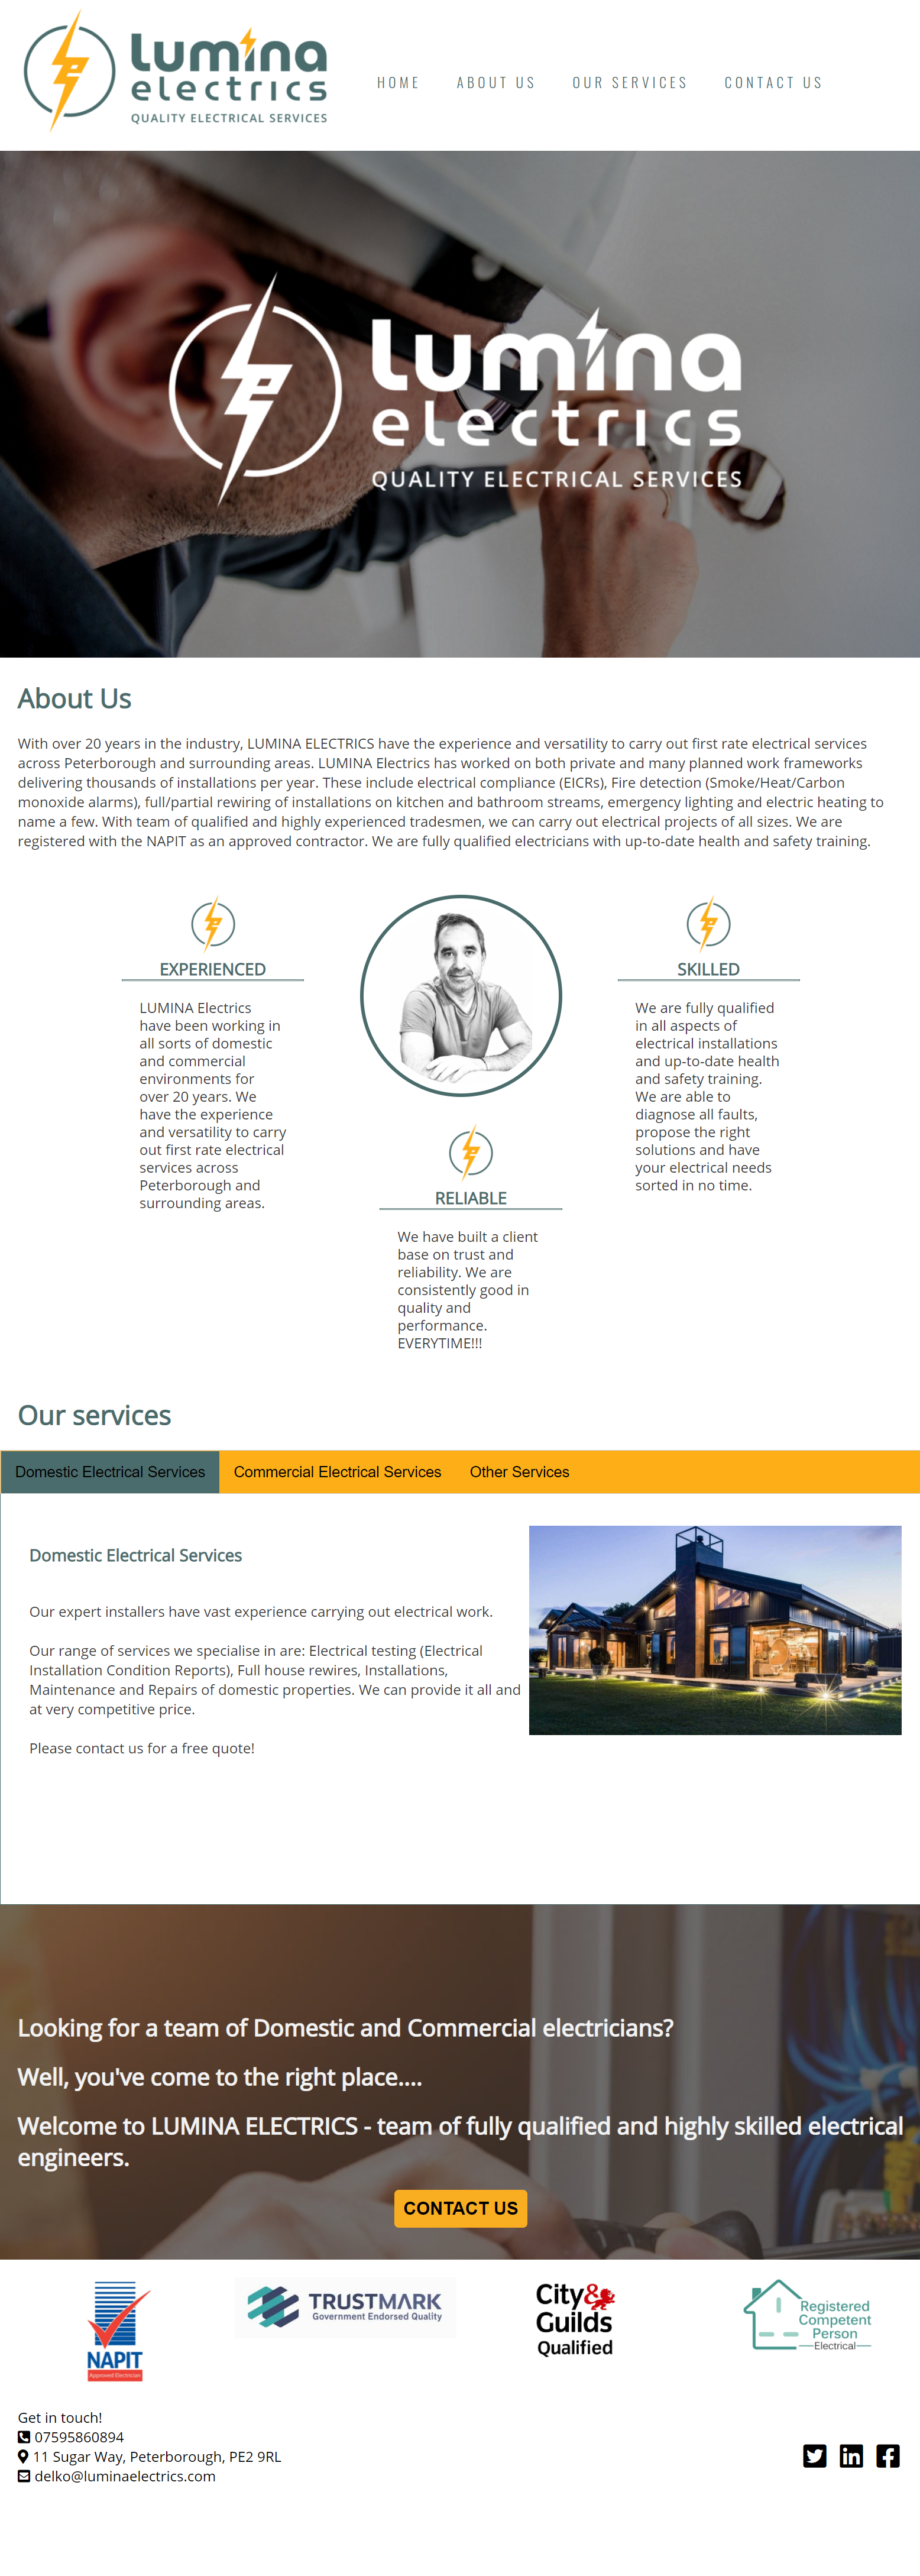 lumina
electrics
QUALITY ELECTRICAL SERVICES
HOME ABOUT US OUR SERVICES CONTACT US
lumina
electrics
QUALITY ELECTRICAL SERVICES
About Us
With over 20 years in the industry, LUMINA ELECTRICS have the experience and versatility to carry out first rate electrical services
across Peterborough and surrounding areas. LUMINA Electrics has worked on both private and many planned work frameworks
delivering thousands of installations per year. These include electrical compliance (EICRs), Fire detection (Smoke/Heat/Carbon
monoxide alarms), full/partial rewiring of installations on kitchen and bathroom streams, emergency lighting and electric heating to
name a few. With team of qualified and highly experienced tradesmen, we can carry out electrical projects of all sizes. We are
registered with the NAPIT as an approved contractor. We are fully qualified electricians with up-to-date health and safety training.
EXPERIENCED
LUMINA Electrics
have been working in
all sorts of domestic
and commercial
environments for
over 20 years. We
have the experience
and versatility to carry
out first rate electrical
services across
Peterborough and
surrounding areas.
RELIABLE
We have built a client
base on trust and
reliability. We are
consistently good in
quality and
performance.
EVERYTIME!!!
SKILLED
We are fully qualified
in all aspects of
electrical installations
and up-to-date health
and safety training.
We are able to
diagnose all faults,
propose the right
solutions and have
your electrical needs
sorted in no time.
Our services
Domestic Electrical Services Commercial Electrical Services Other Services
Domestic Electrical Services
Our expert installers have vast experience carrying out electrical work.
Our range of services we specialise in are: Electrical testing (Electrical
Installation Condition Reports), Full house rewires, Installations,
Maintenance and Repairs of domestic properties. We can provide it all and
at very competitive price.
Please contact us for a free quote!
Looking for a team of Domestic and Commercial electricians?
Well, you've come to the right place....
Welcome to LUMINA ELECTRICS - team of fully qualified and highly skilled electrical
engineers.
CONTACT US
NAPIT
Approved Electrician
TRUSTMARK
Government Endorsed Quality
City&
Guilds
Qualified
Registered
Competent
Person
Electrical
Get in touch!
07595860894
11 Sugar Way, Peterborough, PE2 9RL
delko@luminaelectrics.com